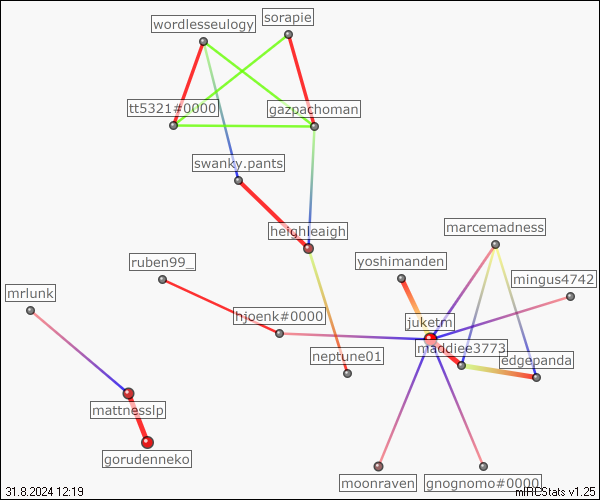 sorapie
wordlesseulogy
tt5321#0000
gazpachoman
swanky.pants
heighleaigh
marcemadness
ruben99_
yoshimanden
mingus4742
mrlunk
hjoenk#0000
juketm
maddiee3773
neptune01
edgepanda
mattnesslp
gorudenneko
moonraven
gnognomo#0000
31.8.2024 12:19
mIRCStats v1.25